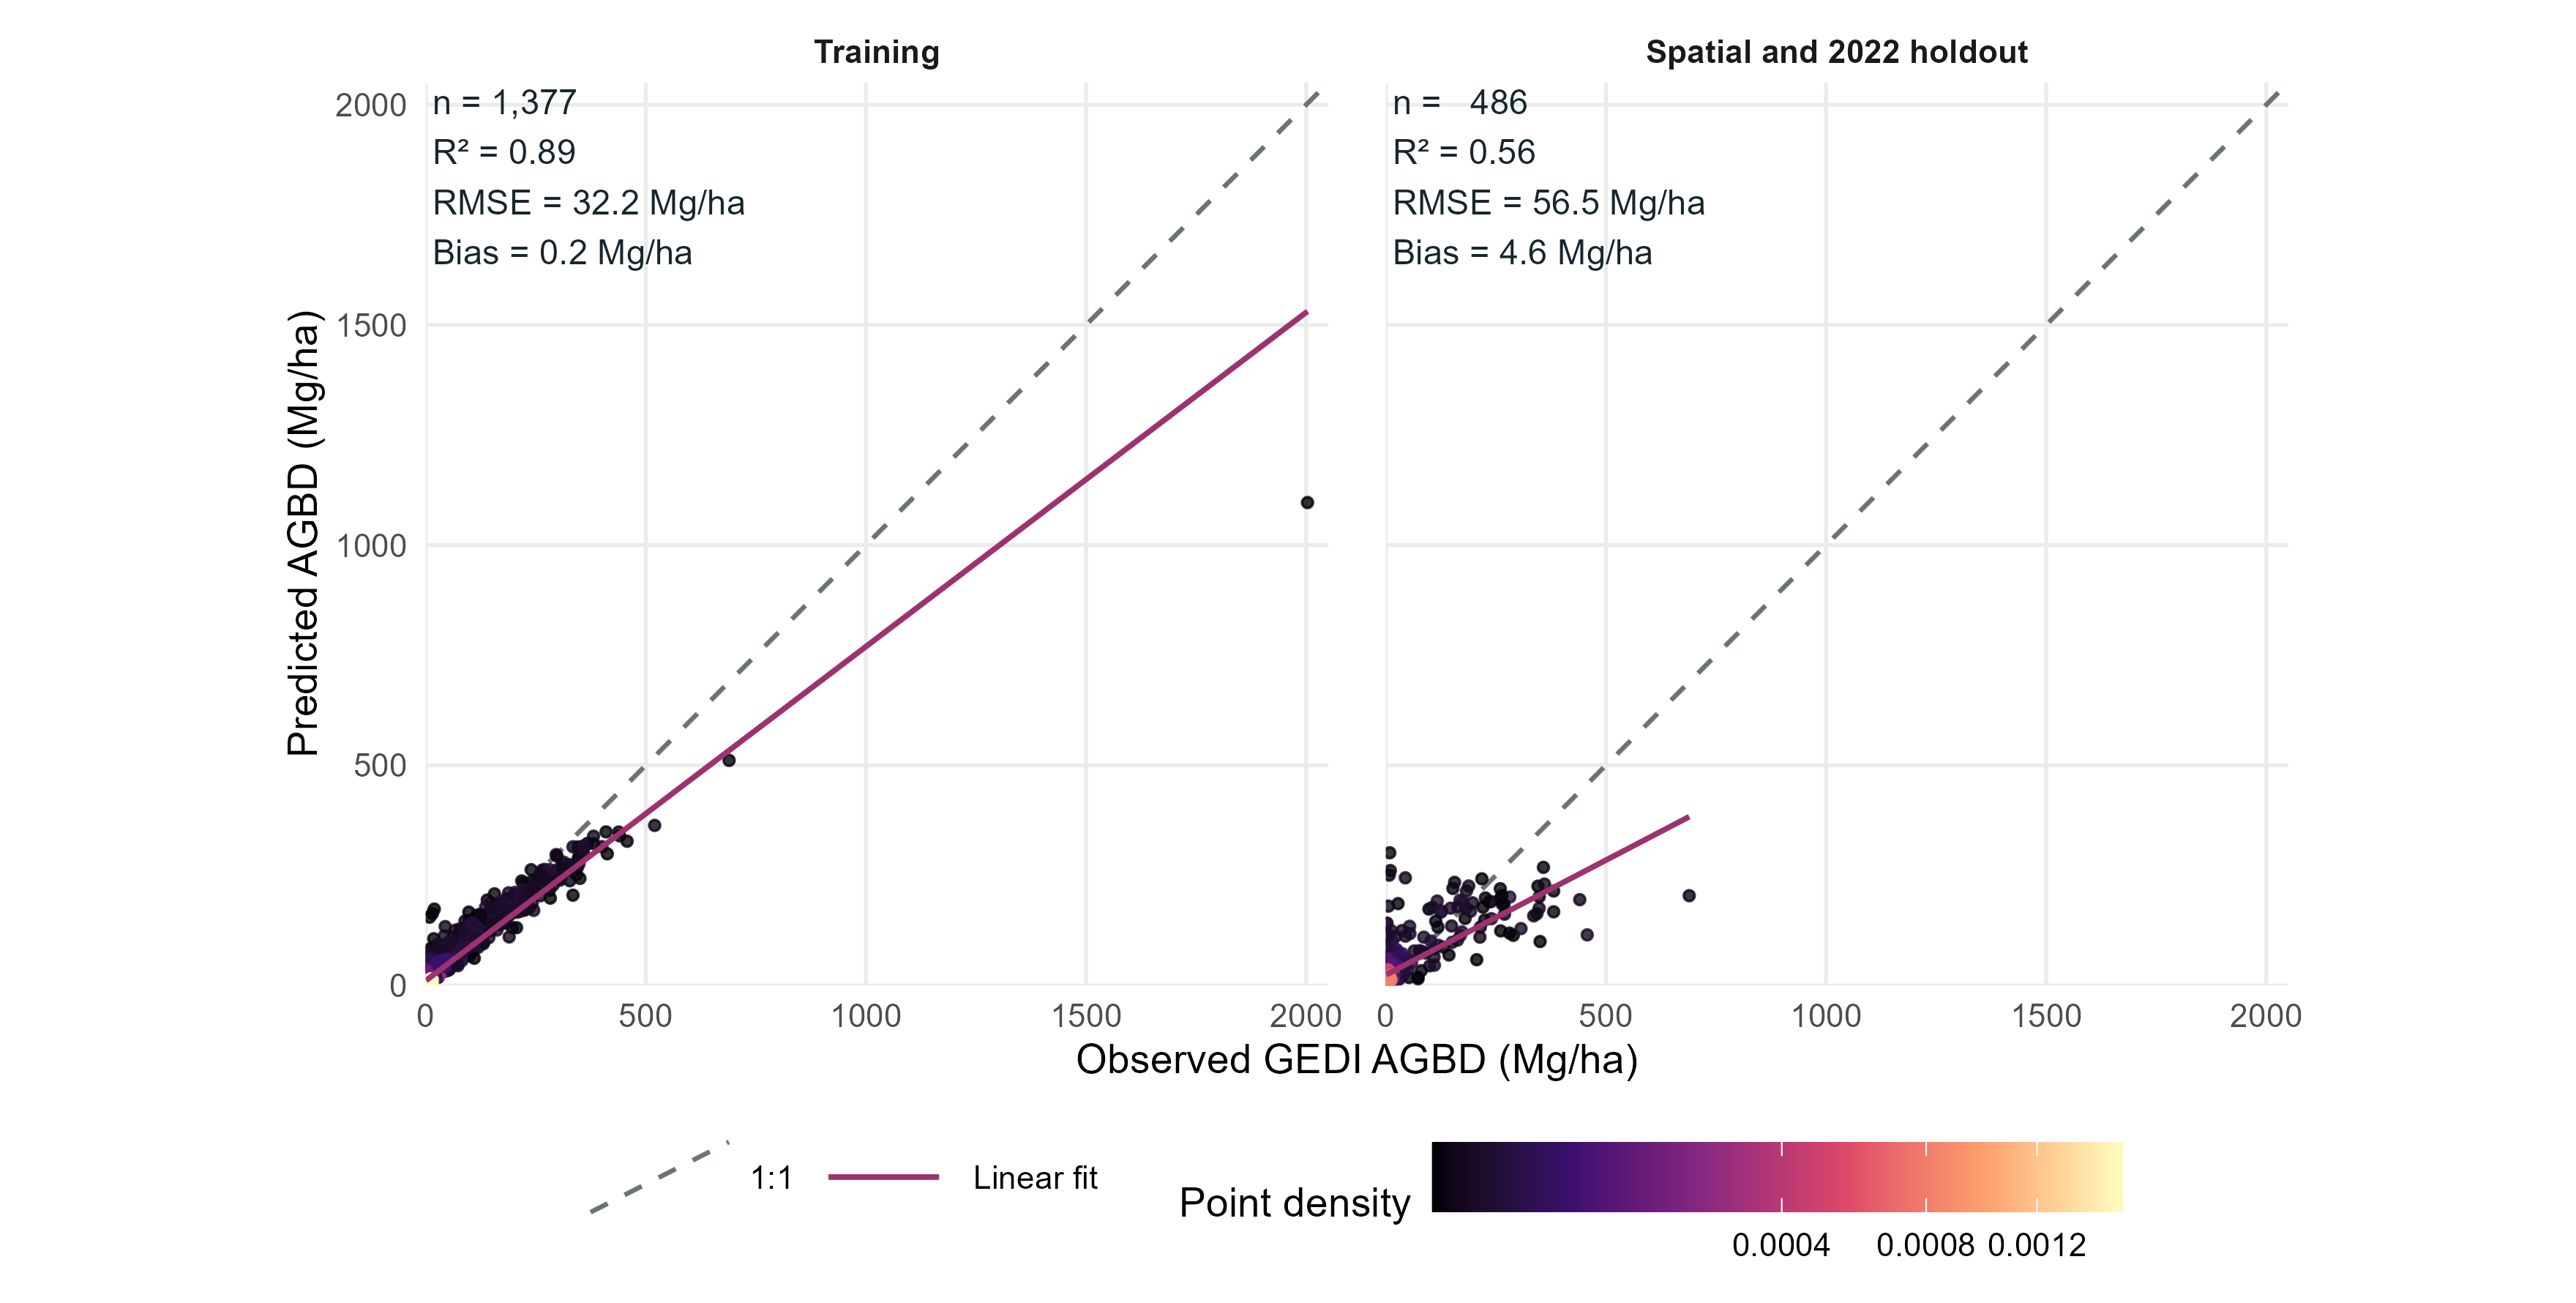 Training
Spatial and 2022 holdout
n = 1,377
R² = 0.89
RMSE = 32.2 Mg/ha
Bias = 0.2 Mg/ha
n =   486
R² = 0.56
RMSE = 56.5 Mg/ha
Bias = 4.6 Mg/ha
Predicted AGBD (Mg/ha)
2000
1500
1000
500
0
0 500 1000 1500 2000
0 500 1000 1500 2000
Observed GEDI AGBD (Mg/ha)
1:1
Linear fit
Point density
0.0004 0.0008 0.0012